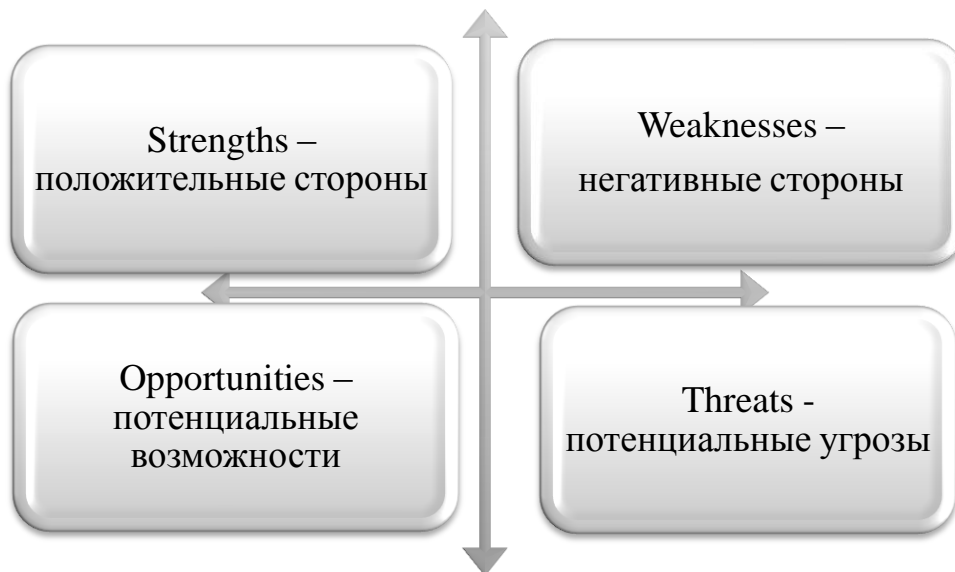 Strengths –
положительные стороны
Weaknesses –
негативные стороны
Opportunities –
потенциальные
возможности
Threats -
потенциальные угрозы